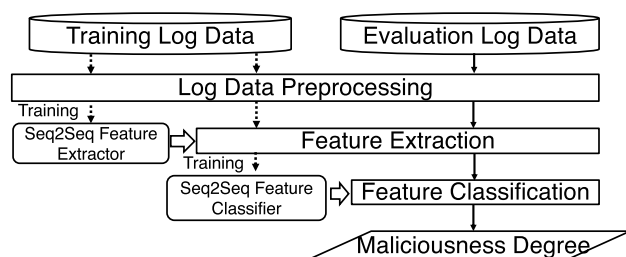 Training Log Data
Evaluation Log Data
Log Data Preprocessing
Training
Seq2Seq Feature
Extractor
Feature Extraction
Training
Seq2Seq Feature
Classifier
Feature Classification
Maliciousness Degree